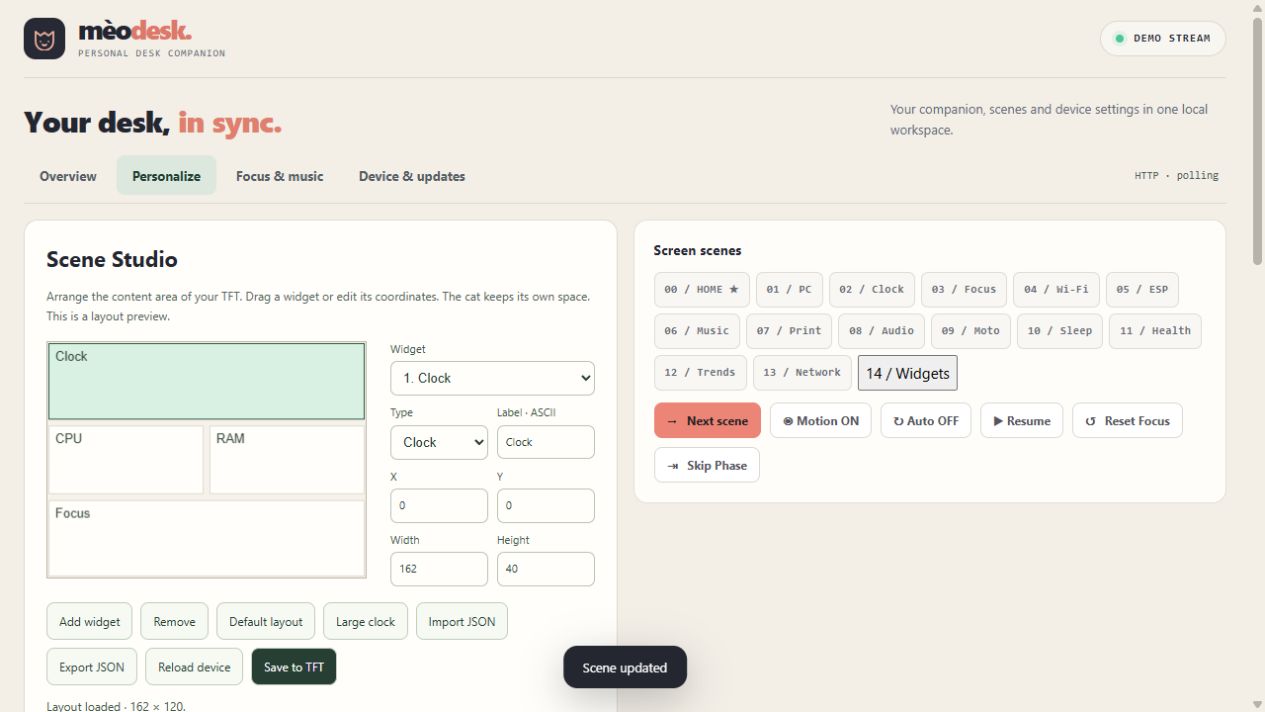 mèodesk.
PERSONAL DESK COMPANION
DEMO STREAM
Your desk, in sync.
Your companion, scenes and device settings in one local
workspace.
Overview
Personalize
Focus & music
Device & updates
HTTP · polling
Scene Studio
Arrange the content area of your TFT. Drag a widget or edit its coordinates. The cat keeps its own space.
This is a layout preview.
Clock
CPU
RAM
Focus
Widget
1. Clock
Type
Label · ASCII
Clock
Clock
X
Y
0
0
Width
Height
162
40
Add widget
Remove
Default layout
Large clock
Import JSON
Export JSON
Reload device
Save to TFT
Layout loaded · 162 × 120.
Screen scenes
00 / HOME ★
01 / PC
02 / Clock
03 / Focus
04 / Wi-Fi
05 / ESP
06 / Music
07 / Print
08 / Audio
09 / Moto
10 / Sleep
11 / Health
12 / Trends
13 / Network
14 / Widgets
→ Next scene
◉ Motion ON
↻ Auto OFF
▶ Resume
↺ Reset Focus
⇥ Skip Phase
Scene updated